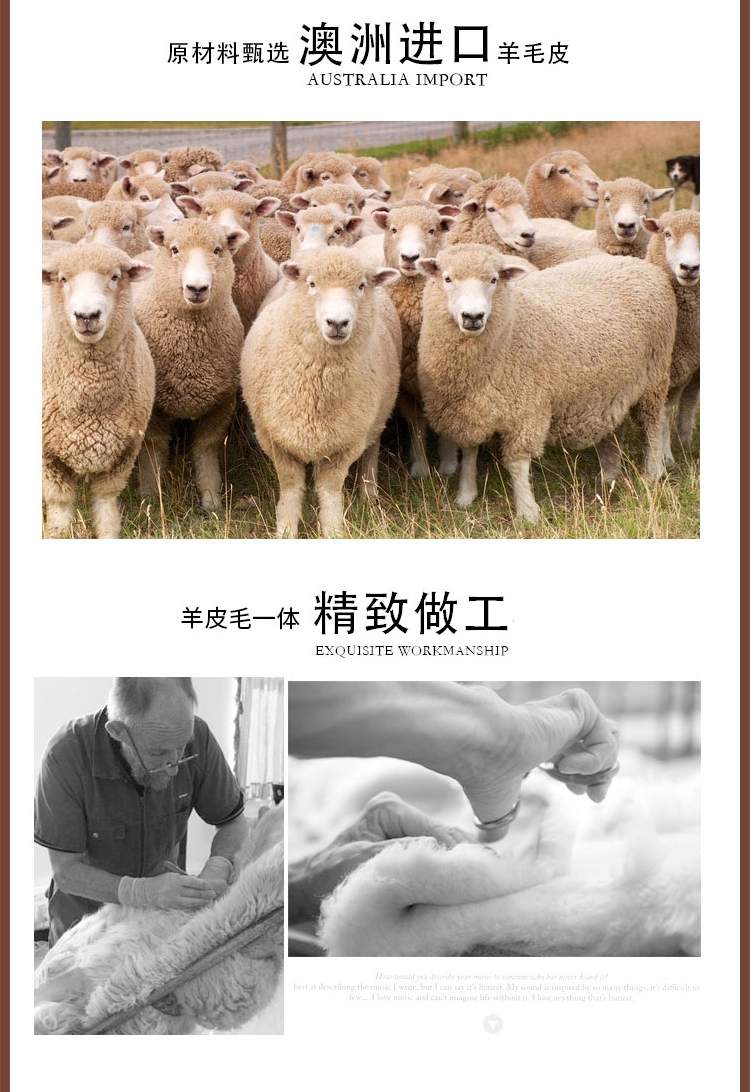 原材料甄选 澳洲进口 羊毛皮
AUSTRALIA IMPORT
羊皮毛一体 精致做工
EXQUISITE WORKMANSHIP
How would you describe your music to someone who has never heard it?
best at describing the music I write, but I can say it's honest. My sound is inspired by so many things, it's difficult to
few... I love music and can't imagine life without it. I love anything that's honest.